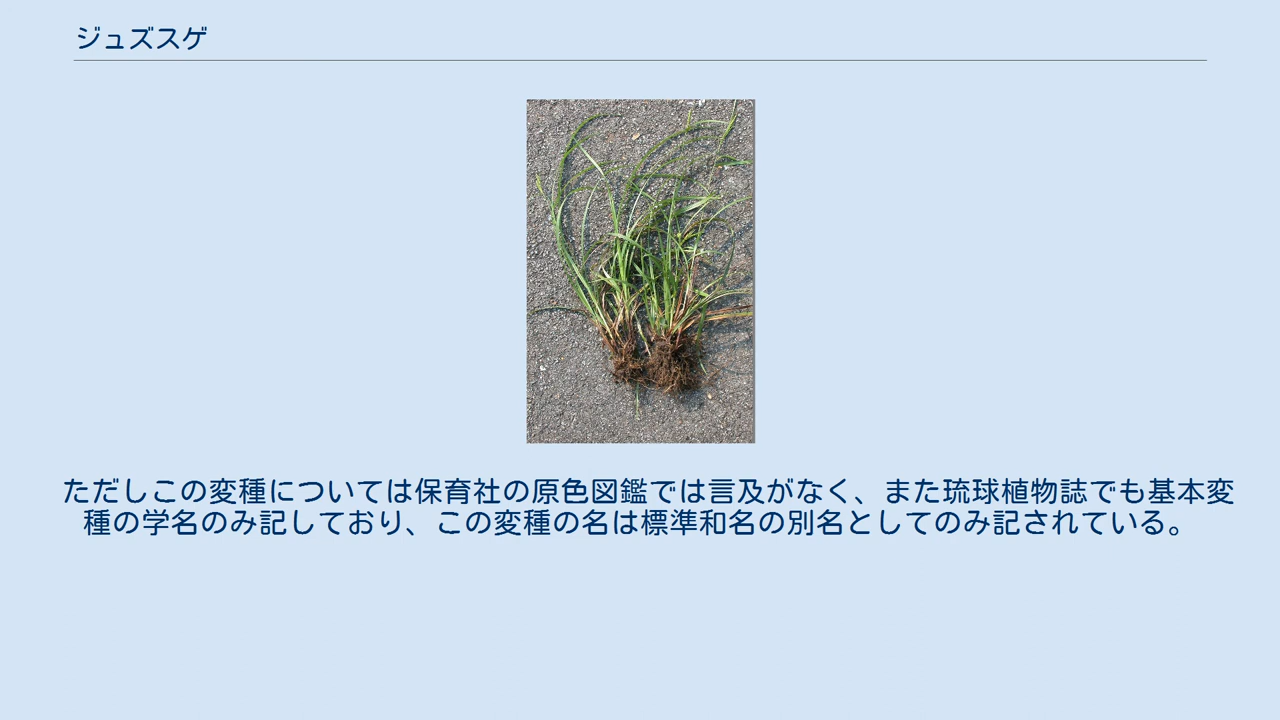 ジュズスゲ
ただしこの変種については保育社の原色図鑑では言及がなく、また琉球植物誌でも基本変
種の学名のみ記しており、この変種の名は標準和名の別名としてのみ記されている。